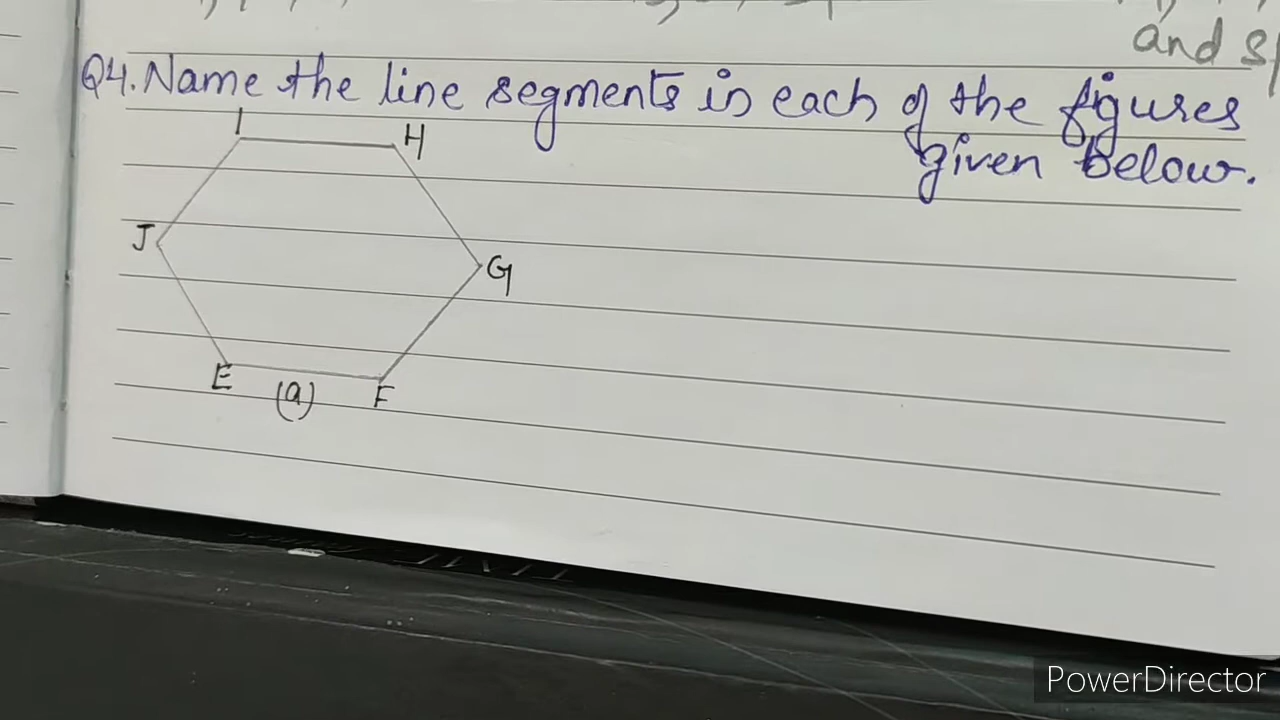 and
Q4. Name the line segments in each of the figures
given below.
I
H
J
G
E
(a)
F
PowerDirector